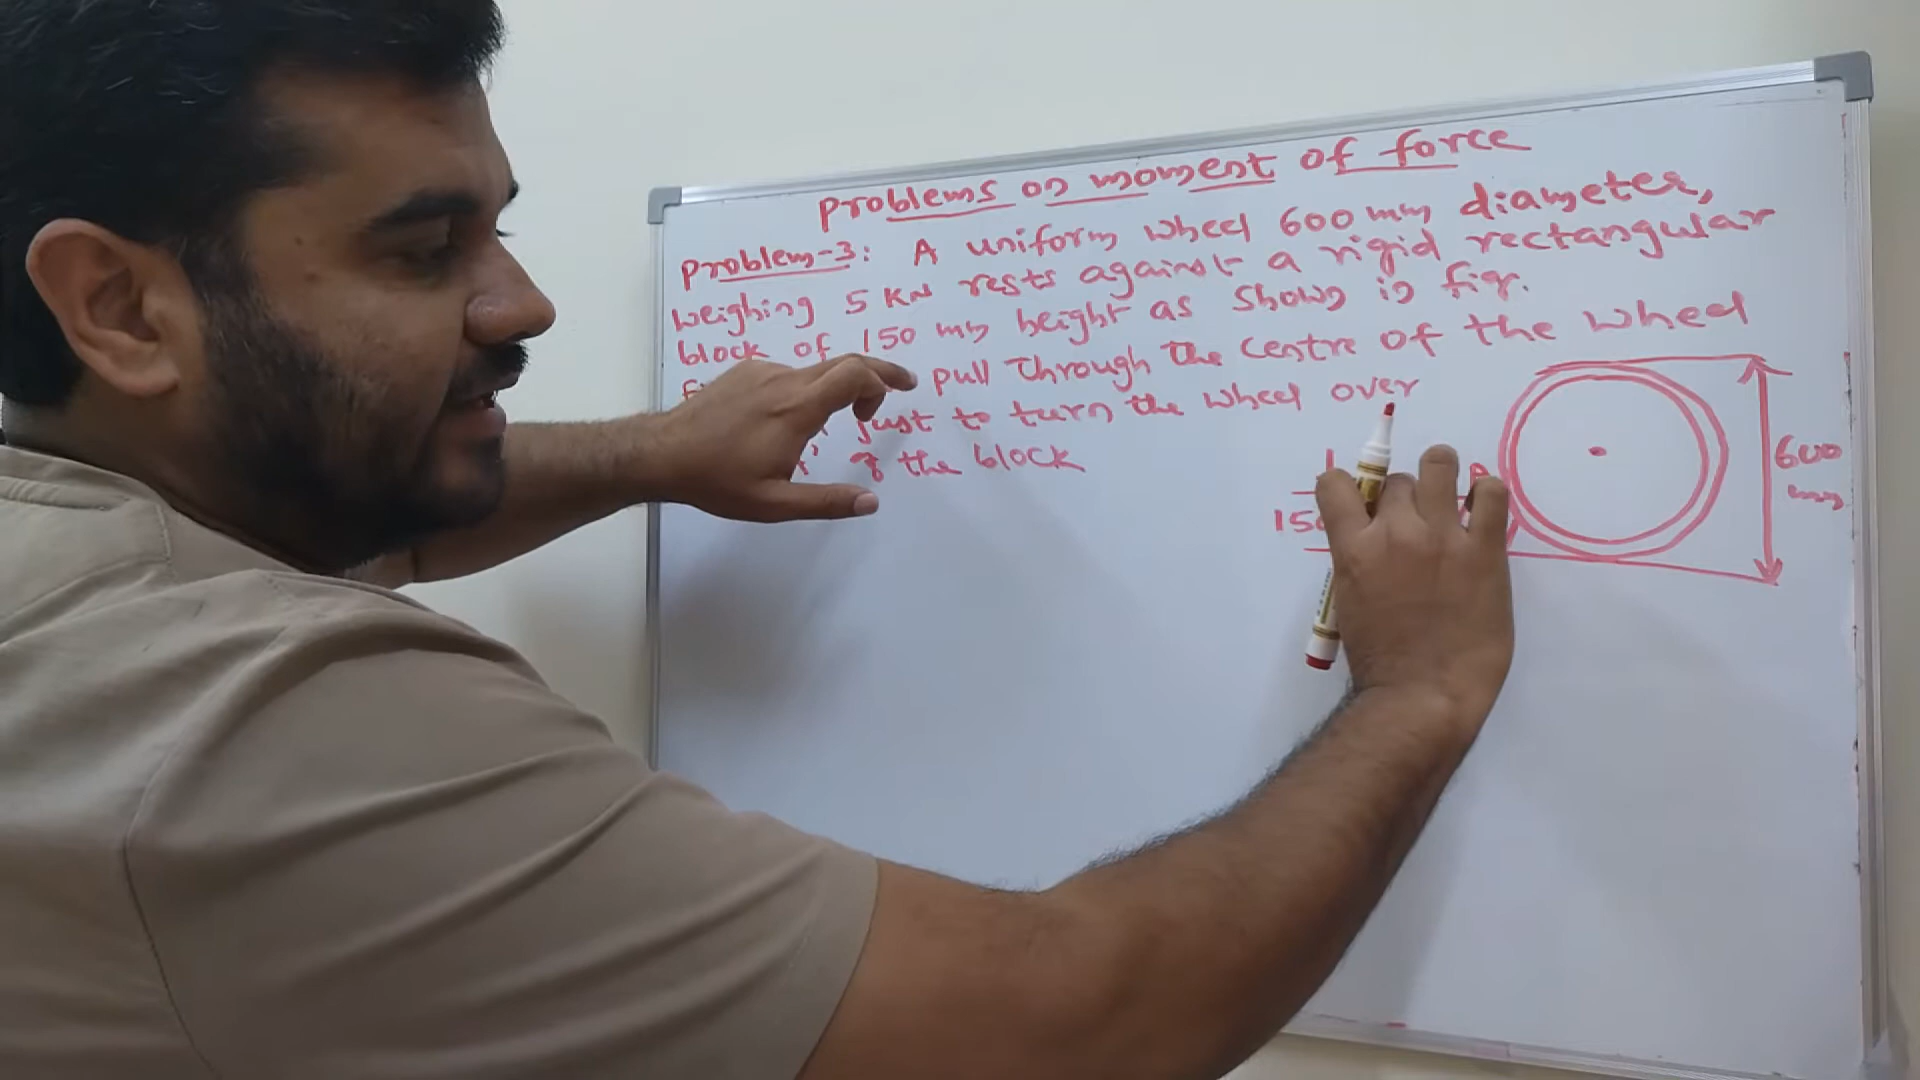 Problems on moment of force
Problem-3: A uniform wheel 600 mm diameter,
weighing 5 KN rests against a rigid rectangular
block of 150 mm height as shown in fig.
pull through the centre of the wheel
just to turn the wheel over
of the block
A
150
600
mm